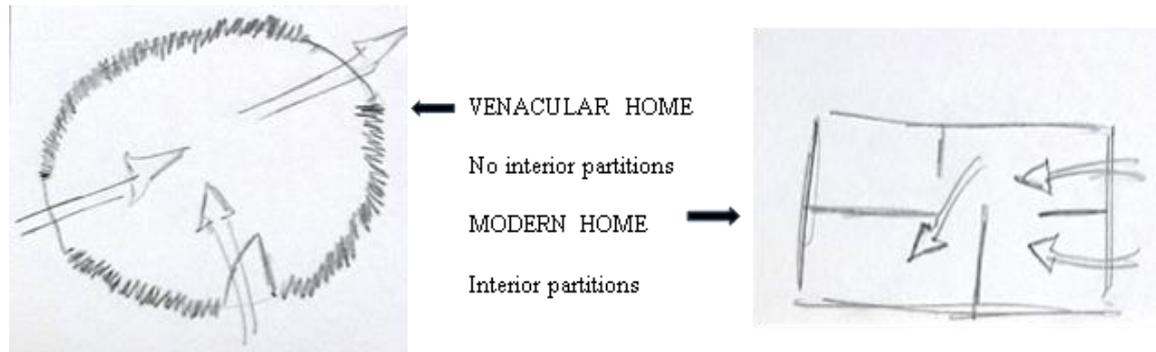 VENACULAR HOME
No interior partitions
MODERN HOME
Interior partitions